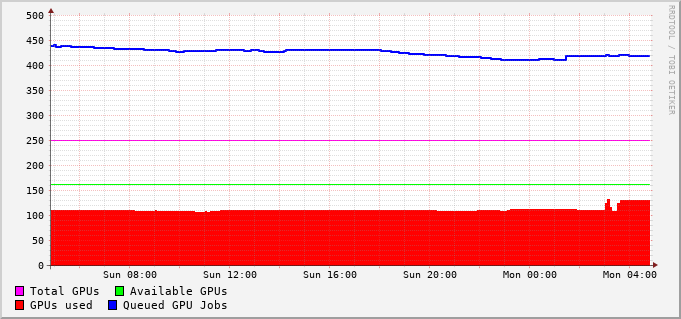 500
450
400
350
300
250
200
150
100
50
0
Sun 08:00 Sun 12:00 Sun 16:00 Sun 20:00 Mon 00:00 Mon 04:00
Total GPUs Available GPUs
GPUs used Queued GPU Jobs
RRDTOOL / TOBI OETIKER